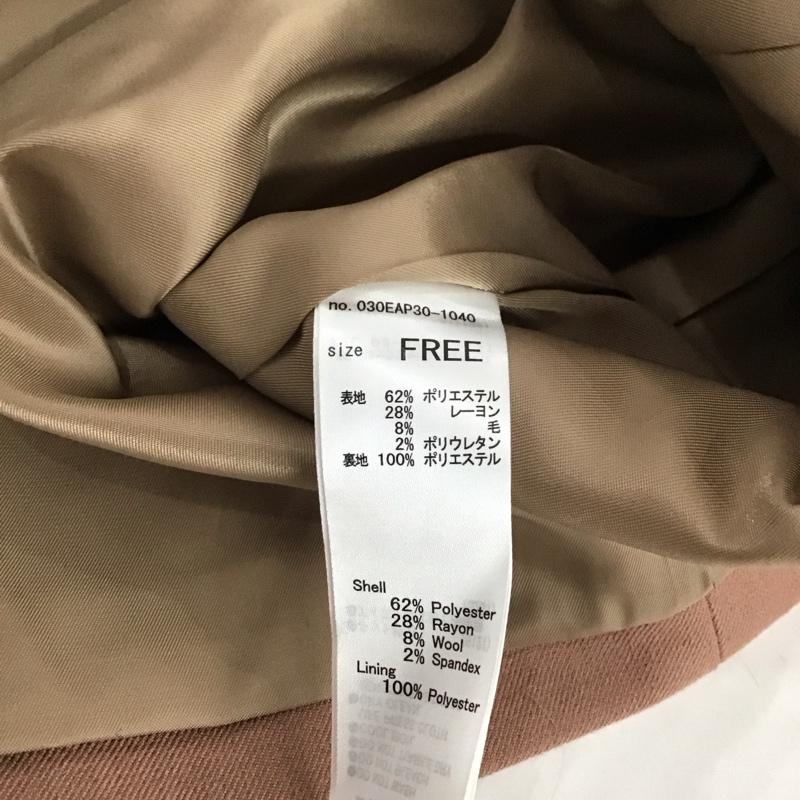 no. 030EAP30-1040
size FREE
表地 62% ポリエステル
28% レーヨン
8% 毛
2% ポリウレタン
裏地 100% ポリエステル
Shell
62% Polyester
28% Rayon
8% Wool
2% Spandex
Lining
100% Polyester